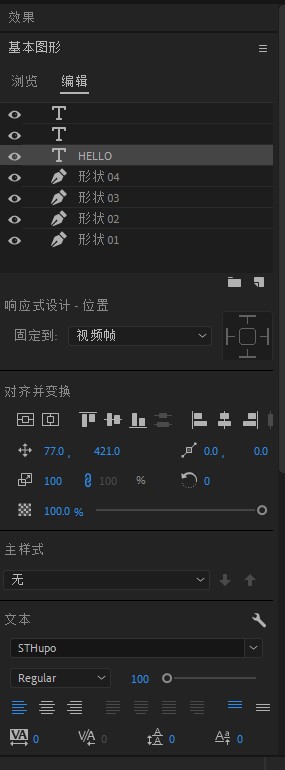 效果
基本图形
浏览 编辑
HELLO
形状 04
形状 03
形状 02
形状 01
响应式设计 - 位置
固定到: 视频帧
对齐并变换
77.0 , 421.0 0.0 , 0.0
100 100 % 0
100.0 %
主样式
无
文本
STHupo
Regular 100
0 0 0 0